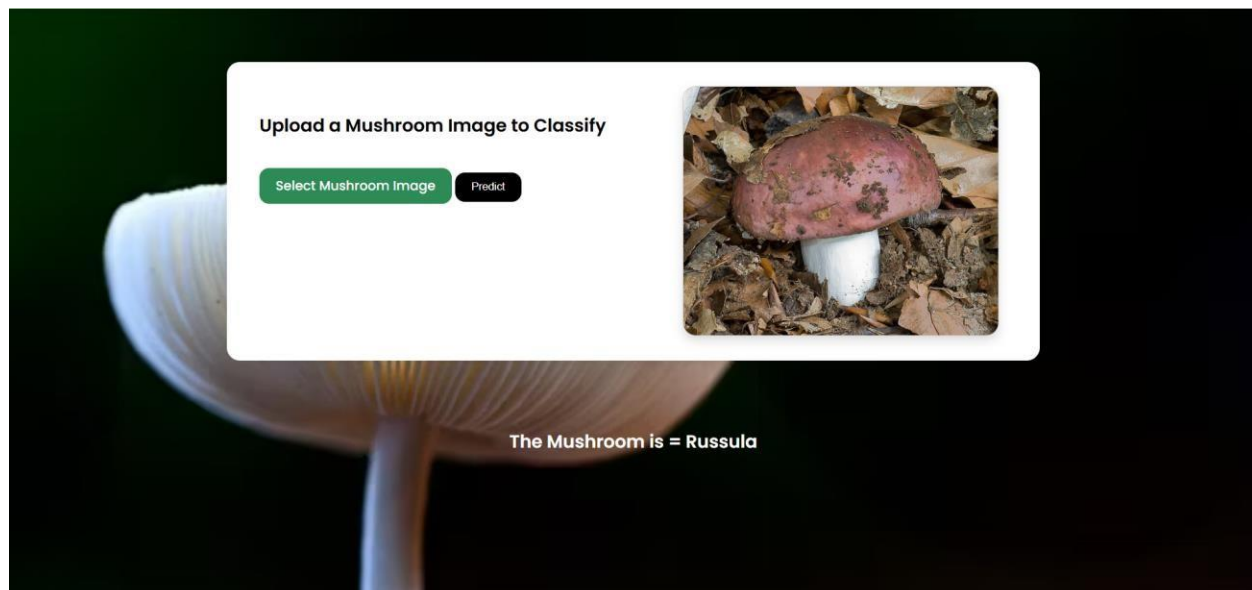 Upload a Mushroom Image to Classify
Select Mushroom Image Predict
The Mushroom is = Russula